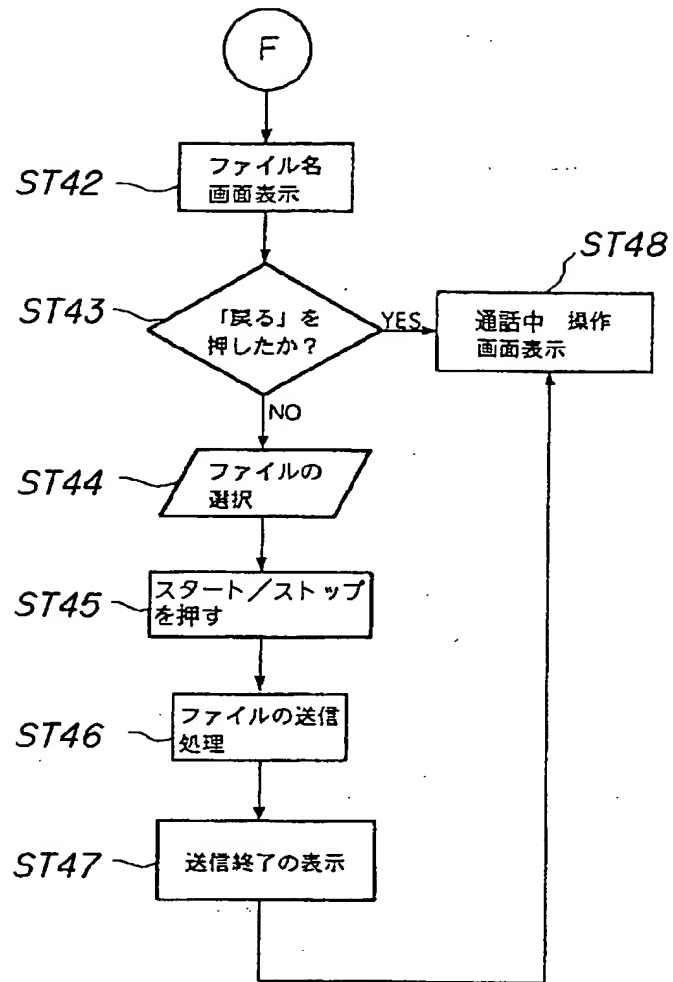 F
ST42
ファイル名
画面表示
ST43
「戻る」を
押したか？
YES
ST48
通話中 操作
画面表示
NO
ST44
ファイルの
選択
ST45
スタート／ストップ
を押す
ST46
ファイルの送信
処理
ST47
送信終了の表示